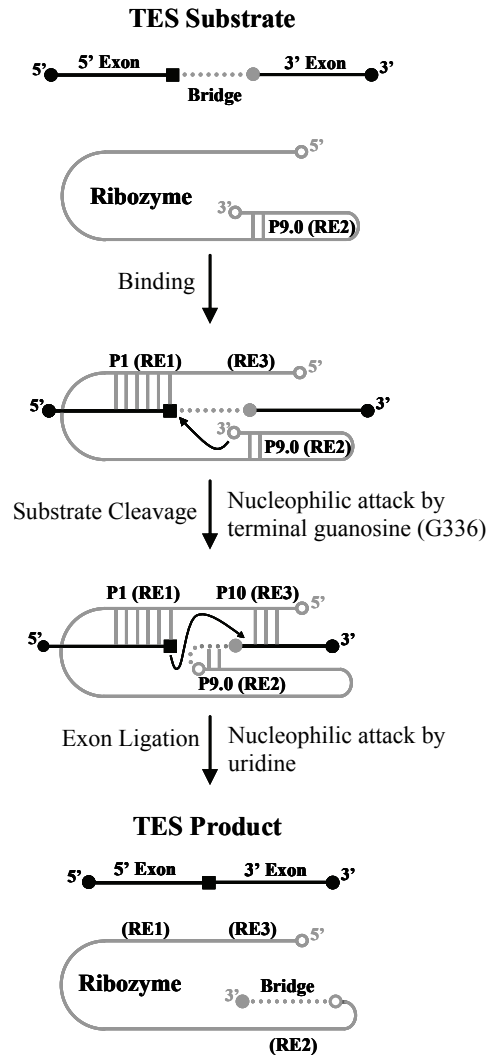 TES Substrate
5’ 5’ Exon 3’ Exon 3’
Bridge
5’
Ribozyme
3’
P9.0 (RE2)
Binding
P1 (RE1) (RE3)
5’
5’ 3’
3’
P9.0 (RE2)
Substrate Cleavage
Nucleophilic attack by
terminal guanosine (G336)
P1 (RE1) P10 (RE3)
5’
5’ 3’
P9.0 (RE2)
Exon Ligation
Nucleophilic attack by
uridine
TES Product
5’ 5’ Exon 3’ Exon 3’
(RE1) (RE3)
5’
Ribozyme
3’ Bridge
(RE2)